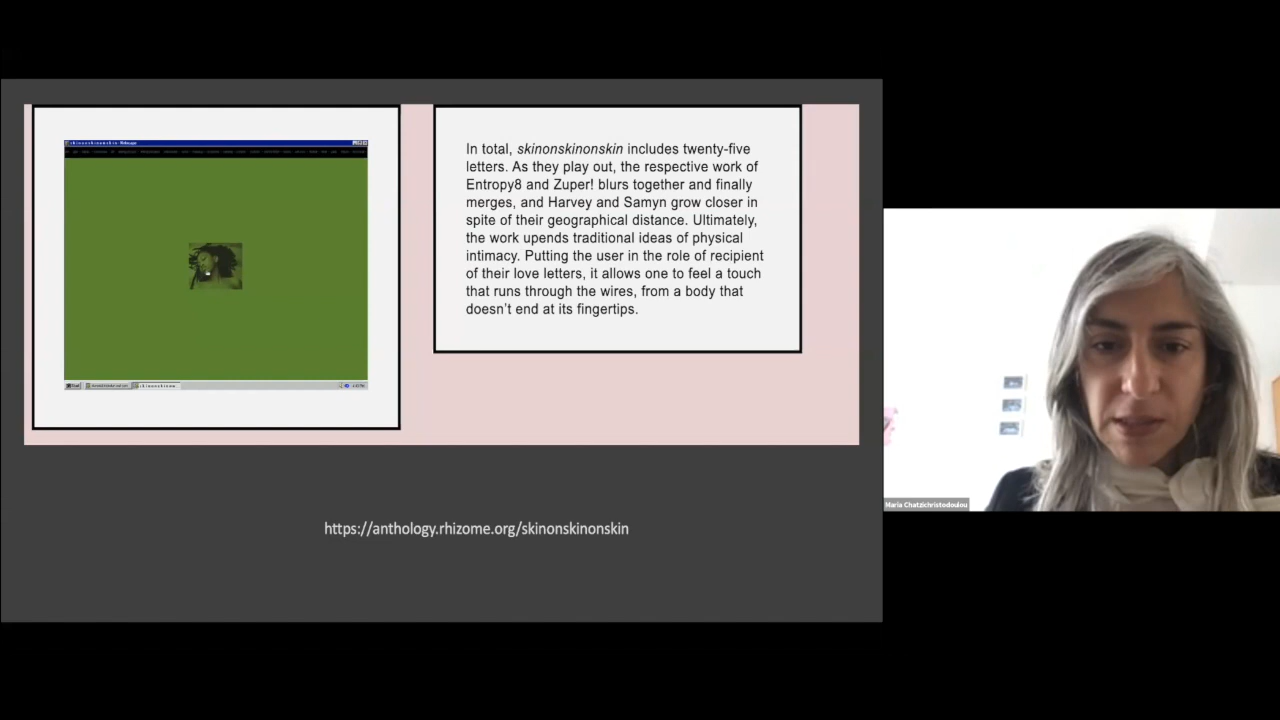 In total, skinonskinonskin includes twenty-five
letters. As they play out, the respective work of
Entropy8 and Zuper! blurs together and finally
merges, and Harvey and Samyn grow closer in
spite of their geographical distance. Ultimately,
the work upends traditional ideas of physical
intimacy. Putting the user in the role of recipient
of their love letters, it allows one to feel a touch
that runs through the wires, from a body that
doesn’t end at its fingertips.
https://anthology.rhizome.org/skinonskinonskin
Maria Chatzichristodoulou